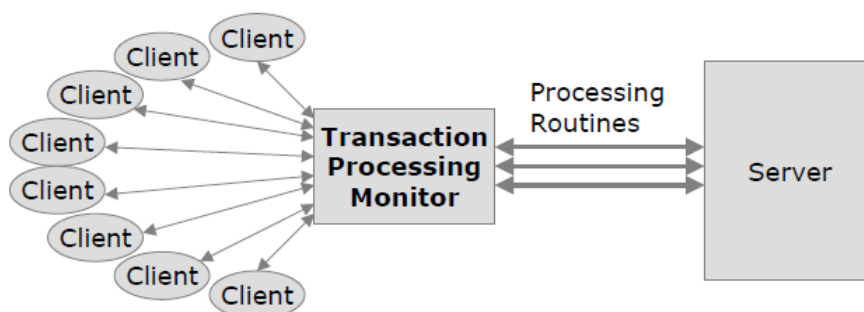 Client
Client
Client
Client
Client
Client
Client
Client
Transaction
Processing
Monitor
Processing
Routines
Server